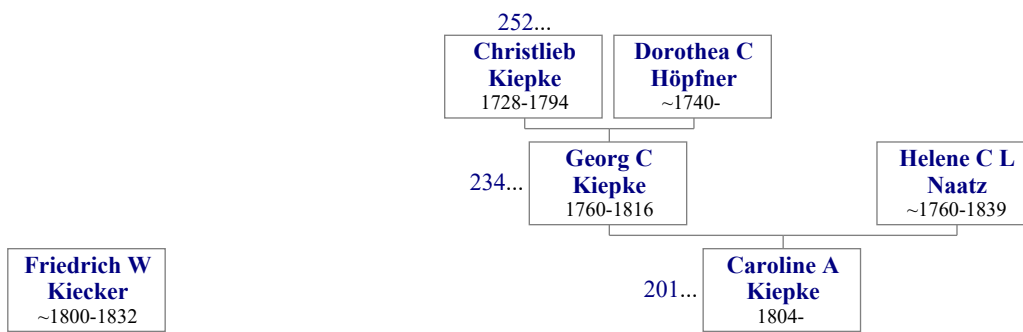 252...
Christlieb
Kiepke
1728-1794
Dorothea C
Höpfner
~1740-
234...
Georg C
Kiepke
1760-1816
Helene C L
Naatz
~1760-1839
Friedrich W
Kiecker
~1800-1832
201...
Caroline A
Kiepke
1804-